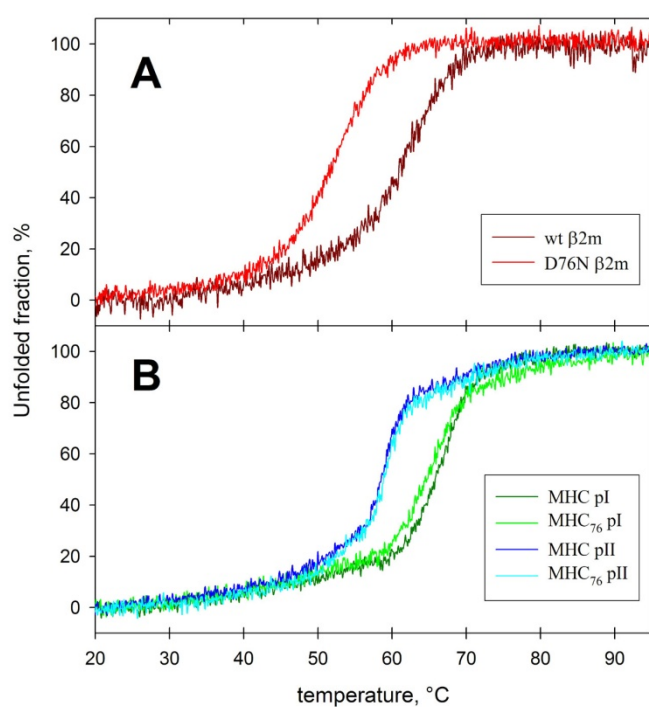 A
100
80
60
40
20
0
wt β2m
D76N β2m
Unfolded fraction, %
B
100
80
60
40
20
0
MHC pI
MHC₇₆ pI
MHC pII
MHC₇₆ pII
20 30 40 50 60 70 80 90
temperature, °C